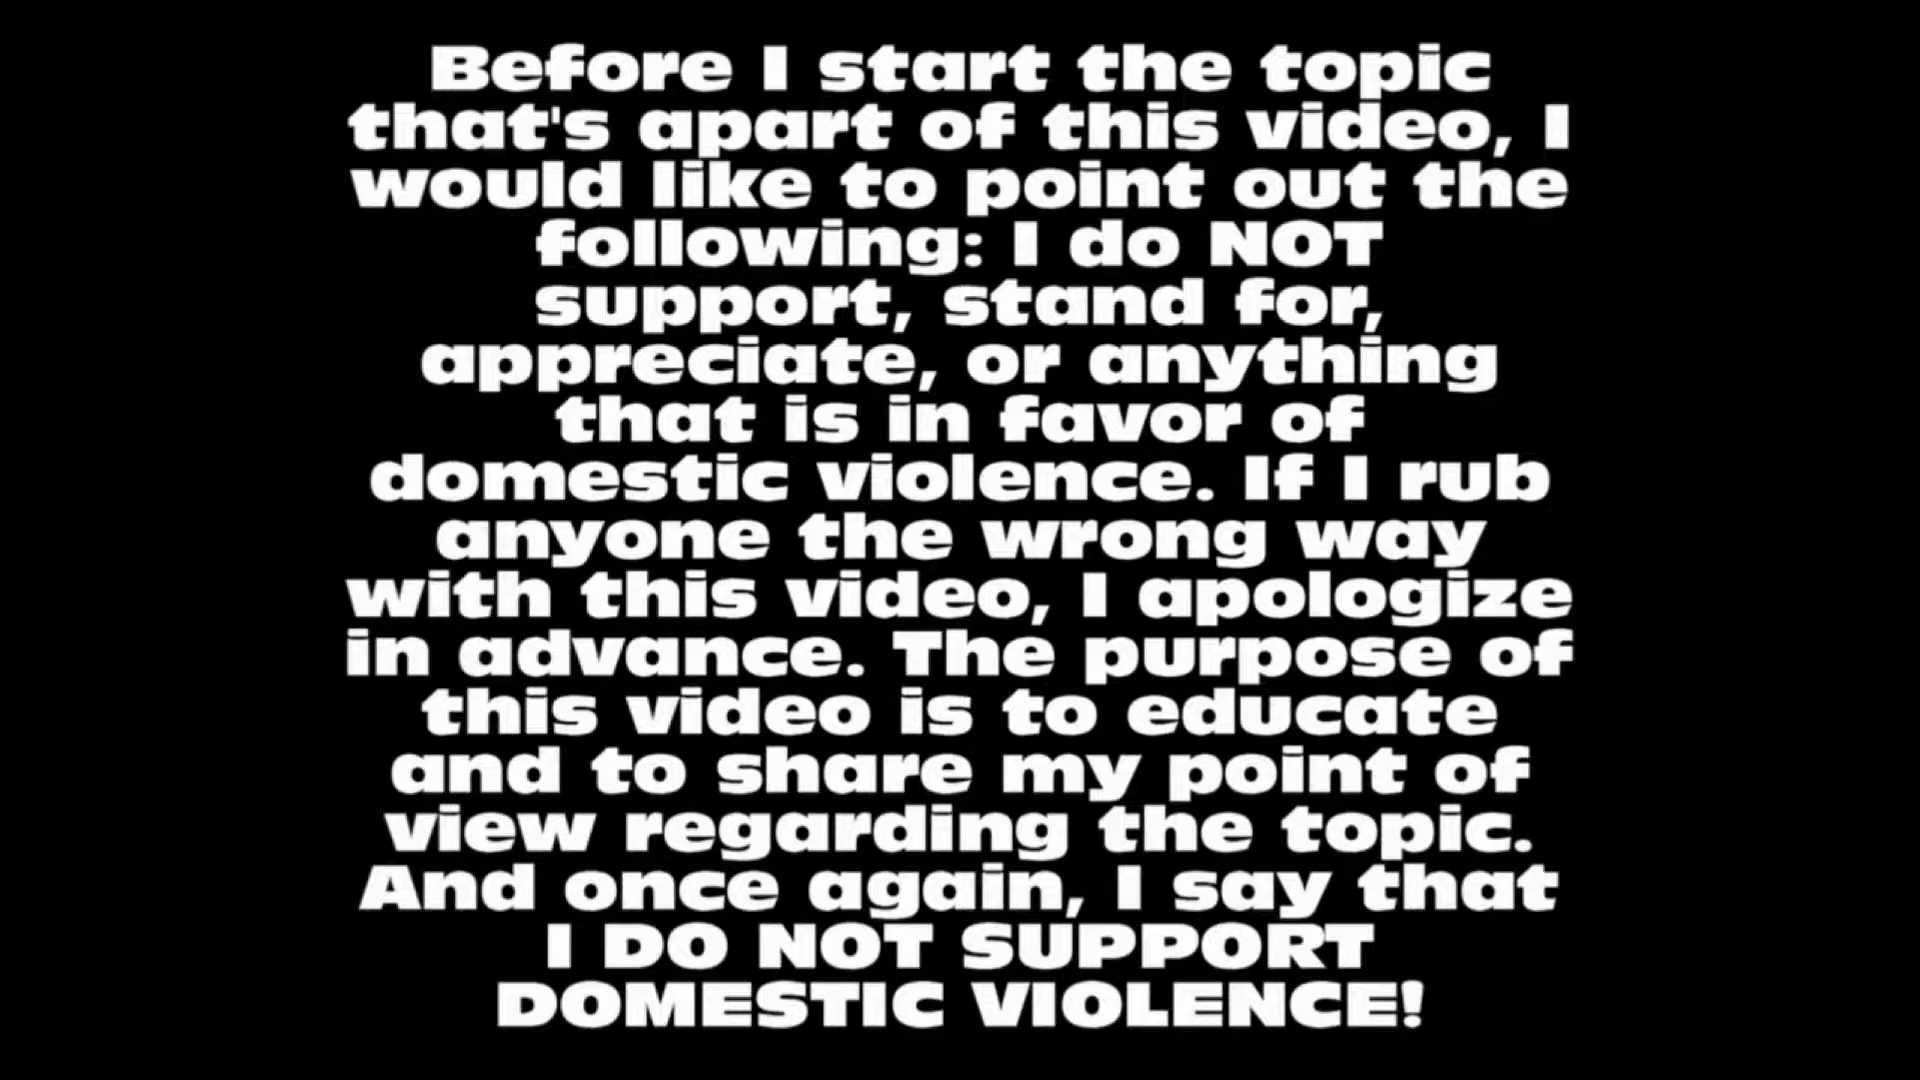 Before I start the topic
that's apart of this video, I
would like to point out the
following: I do NOT
support, stand for,
appreciate, or anything
that is in favor of
domestic violence. If I rub
anyone the wrong way
with this video, I apologize
in advance. The purpose of
this video is to educate
and to share my point of
view regarding the topic.
And once again, I say that
I DO NOT SUPPORT
DOMESTIC VIOLENCE!